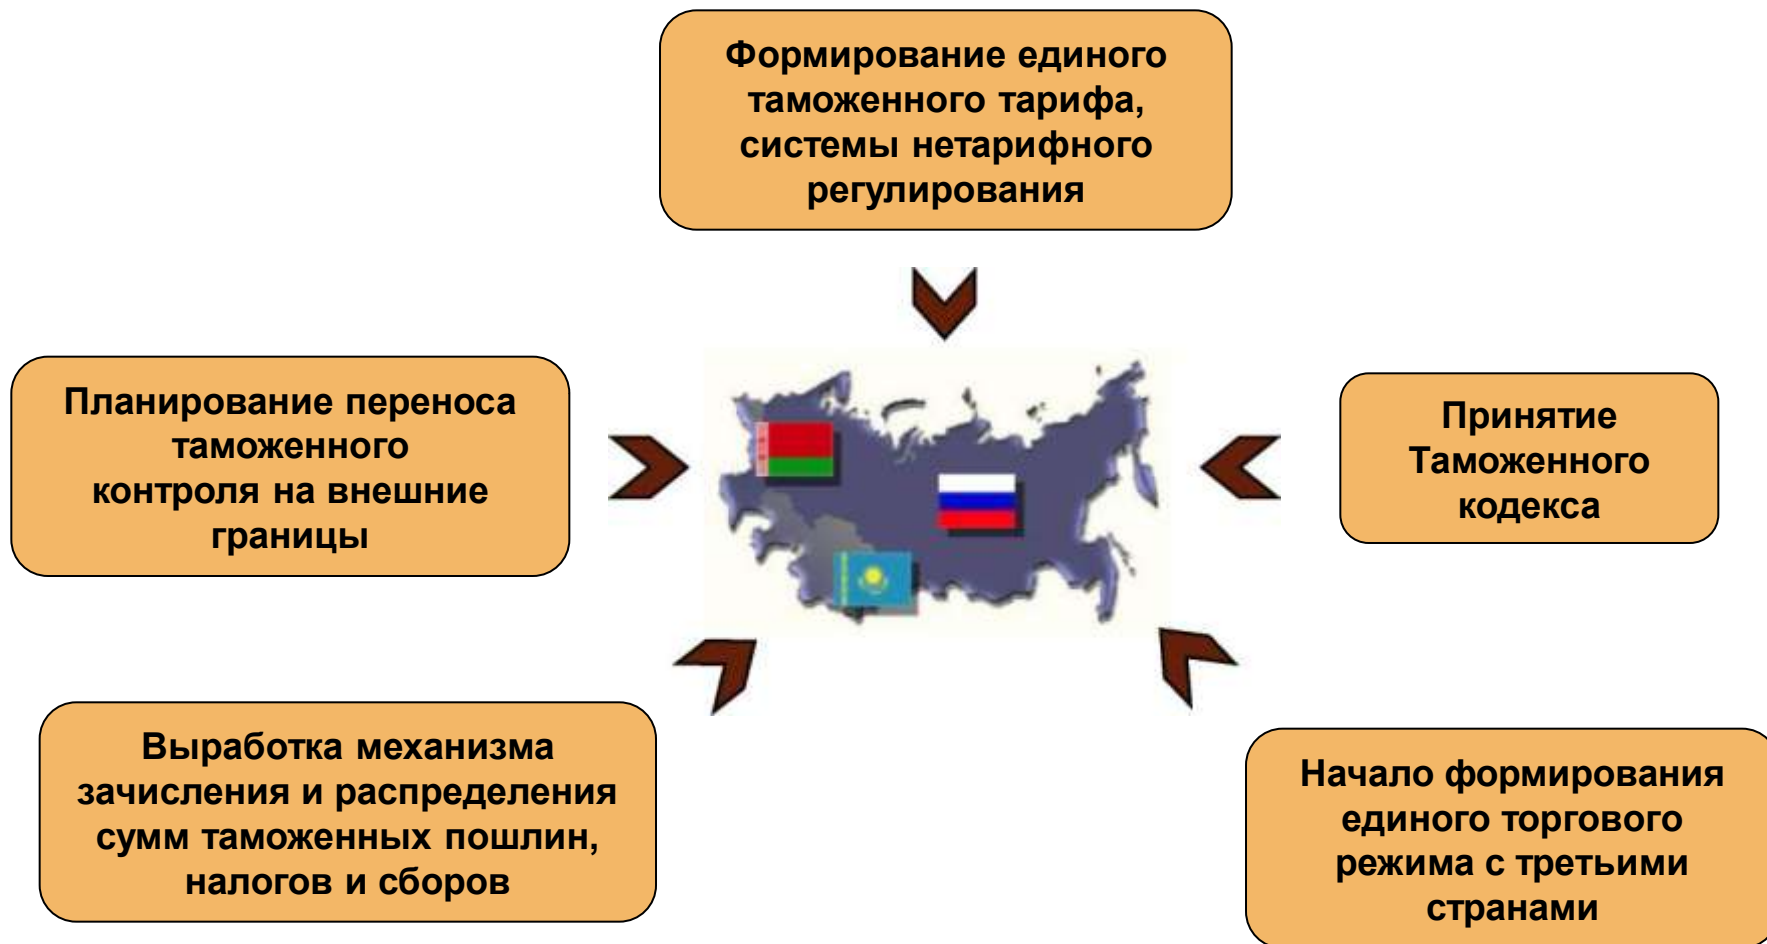 Формирование единого
таможенного тарифа,
системы нетарифного
регулирования
Планирование переноса
таможенного
контроля на внешние
границы
Принятие
Таможенного
кодекса
Выработка механизма
зачисления и распределения
сумм таможенных пошлин,
налогов и сборов
Начало формирования
единого торгового
режима с третьими
странами